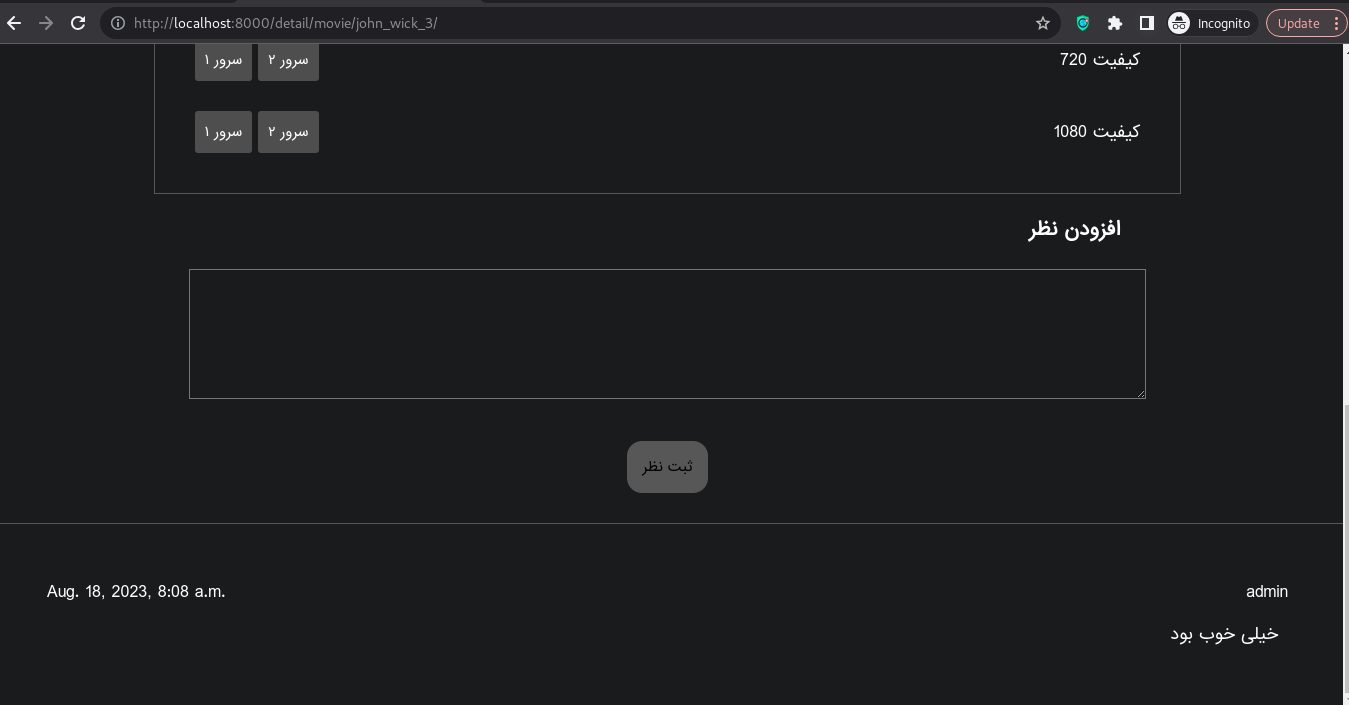 http://localhost:8000/detail/movie/john_wick_3/ Incognito Update
کیفیت 720 سرور ۲ سرور ۱
کیفیت 1080 سرور ۲ سرور ۱
افزودن نظر
ثبت نظر
admin Aug. 18, 2023, 8:08 a.m.
خیلی خوب بود